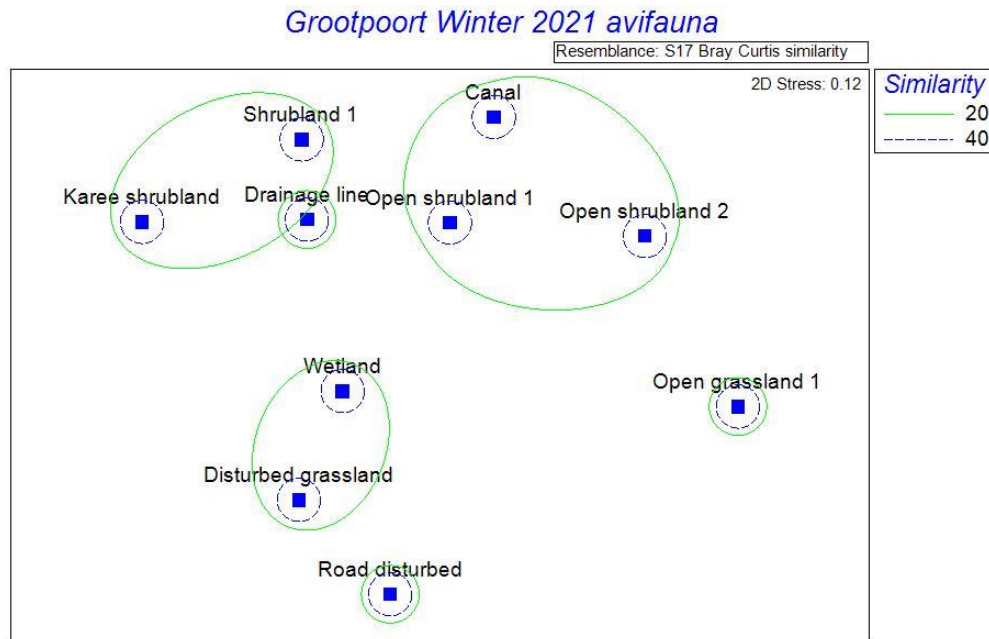 Grootpoort Winter 2021 avifauna
Resemblance: S17 Bray Curtis similarity
2D Stress: 0.12
Similarity
20
40
Canal
Shrubland 1
Karee shrubland
Drainage line
Open shrubland 1
Open shrubland 2
Wetland
Open grassland 1
Disturbed grassland
Road disturbed